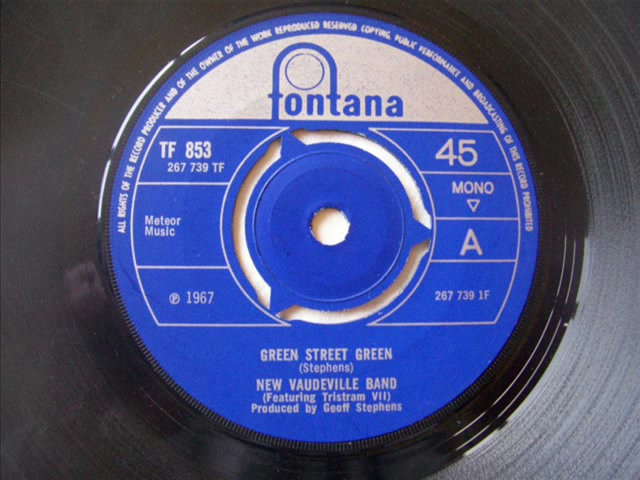 ALL RIGHTS OF THE RECORD PRODUCER AND OF THE OWNER OF THE WORK REPRODUCED RESERVED COPYING, PUBLIC PERFORMANCE AND BROADCASTING OF THIS RECORD PROHIBITED
fontana
TF 853
267 739 TF
45
MONO
Meteor
Music
A
℗ 1967
267 739 1F
GREEN STREET GREEN
(Stephens)
NEW VAUDEVILLE BAND
(Featuring Tristram VII)
Produced by Geoff Stephens